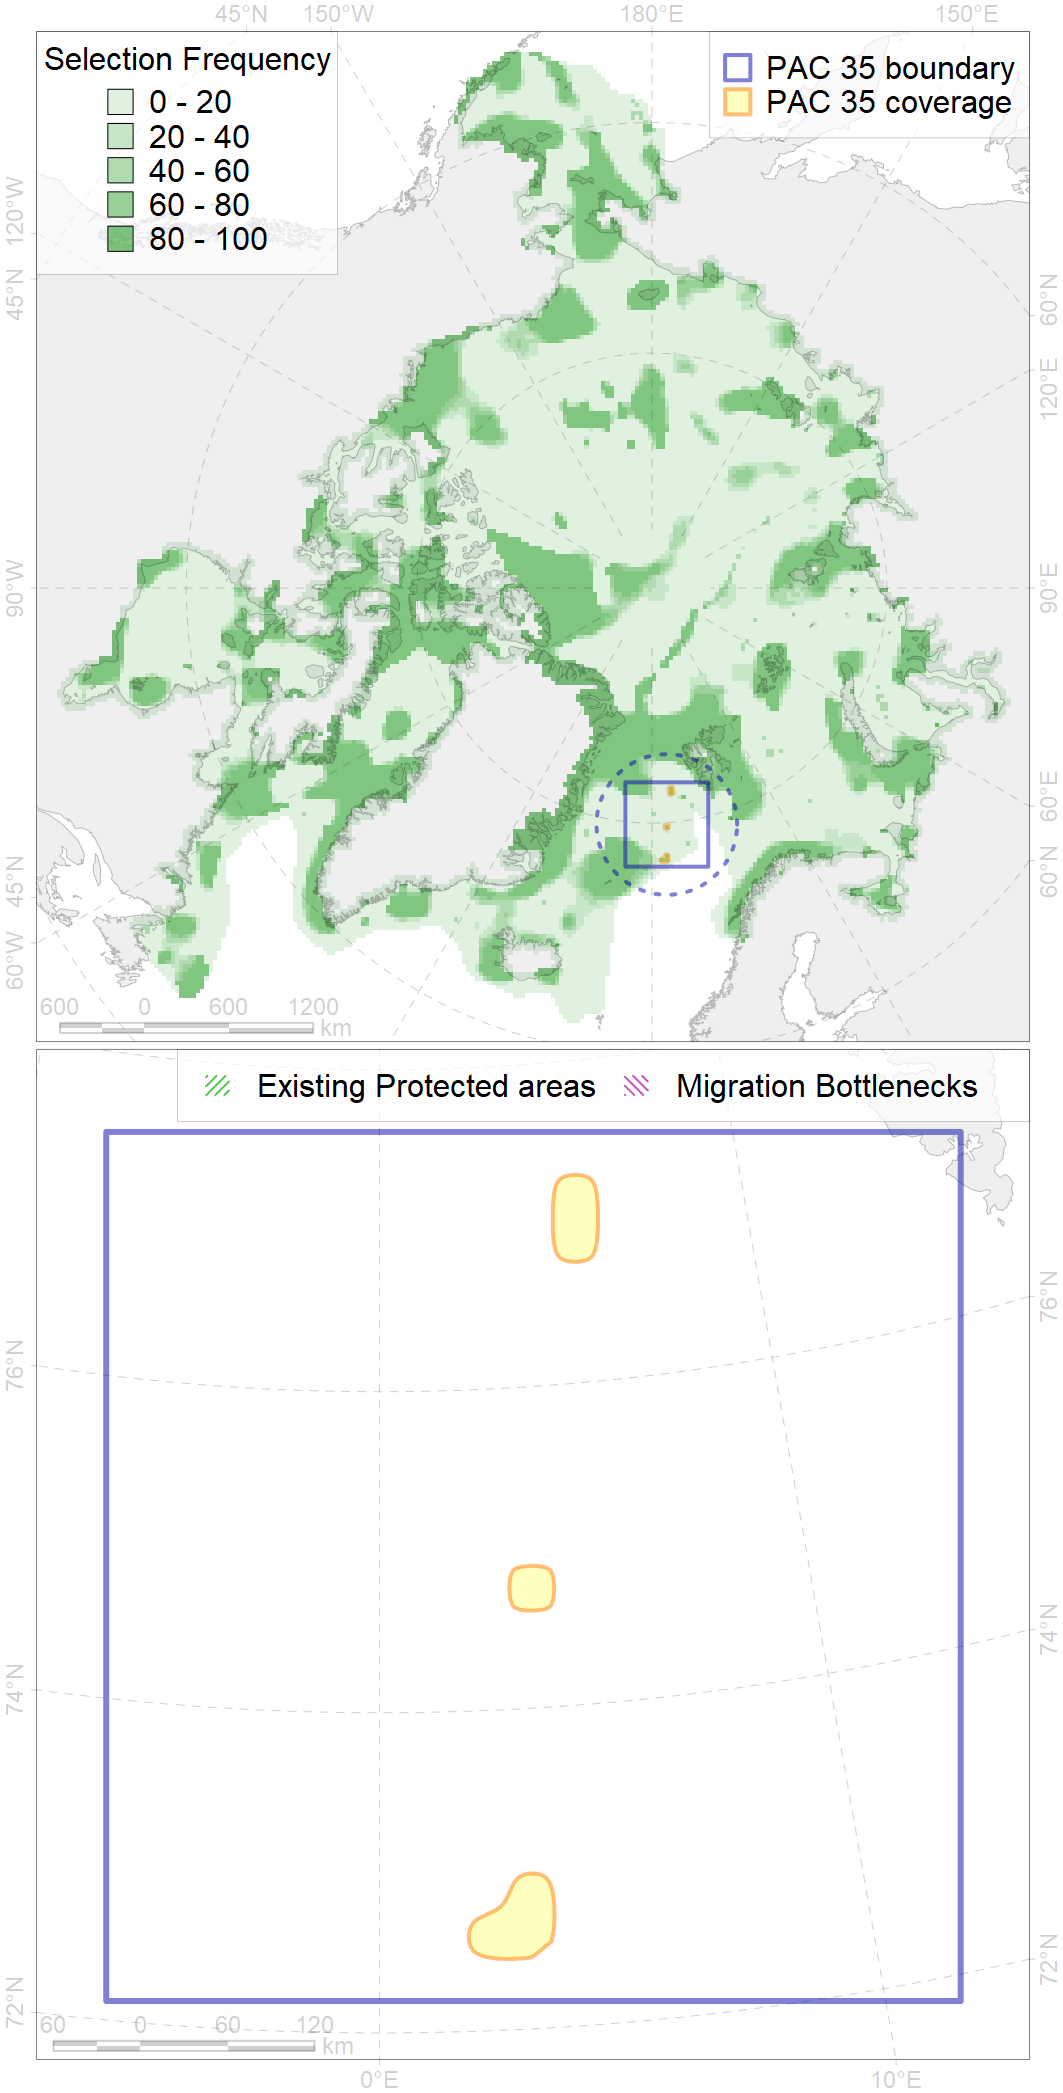 45°N 150°W 180°E 150°E
Selection Frequency
0 - 20
20 - 40
40 - 60
60 - 80
80 - 100
PAC 35 boundary
PAC 35 coverage
120°W
45°N
90°W
45°N
60°W
60°N
120°E
90°E
60°E
60°N
600 0 600 1200
km
Existing Protected areas Migration Bottlenecks
76°N
74°N
72°N
76°N
74°N
72°N
60 0 60 120
km
0°E 10°E